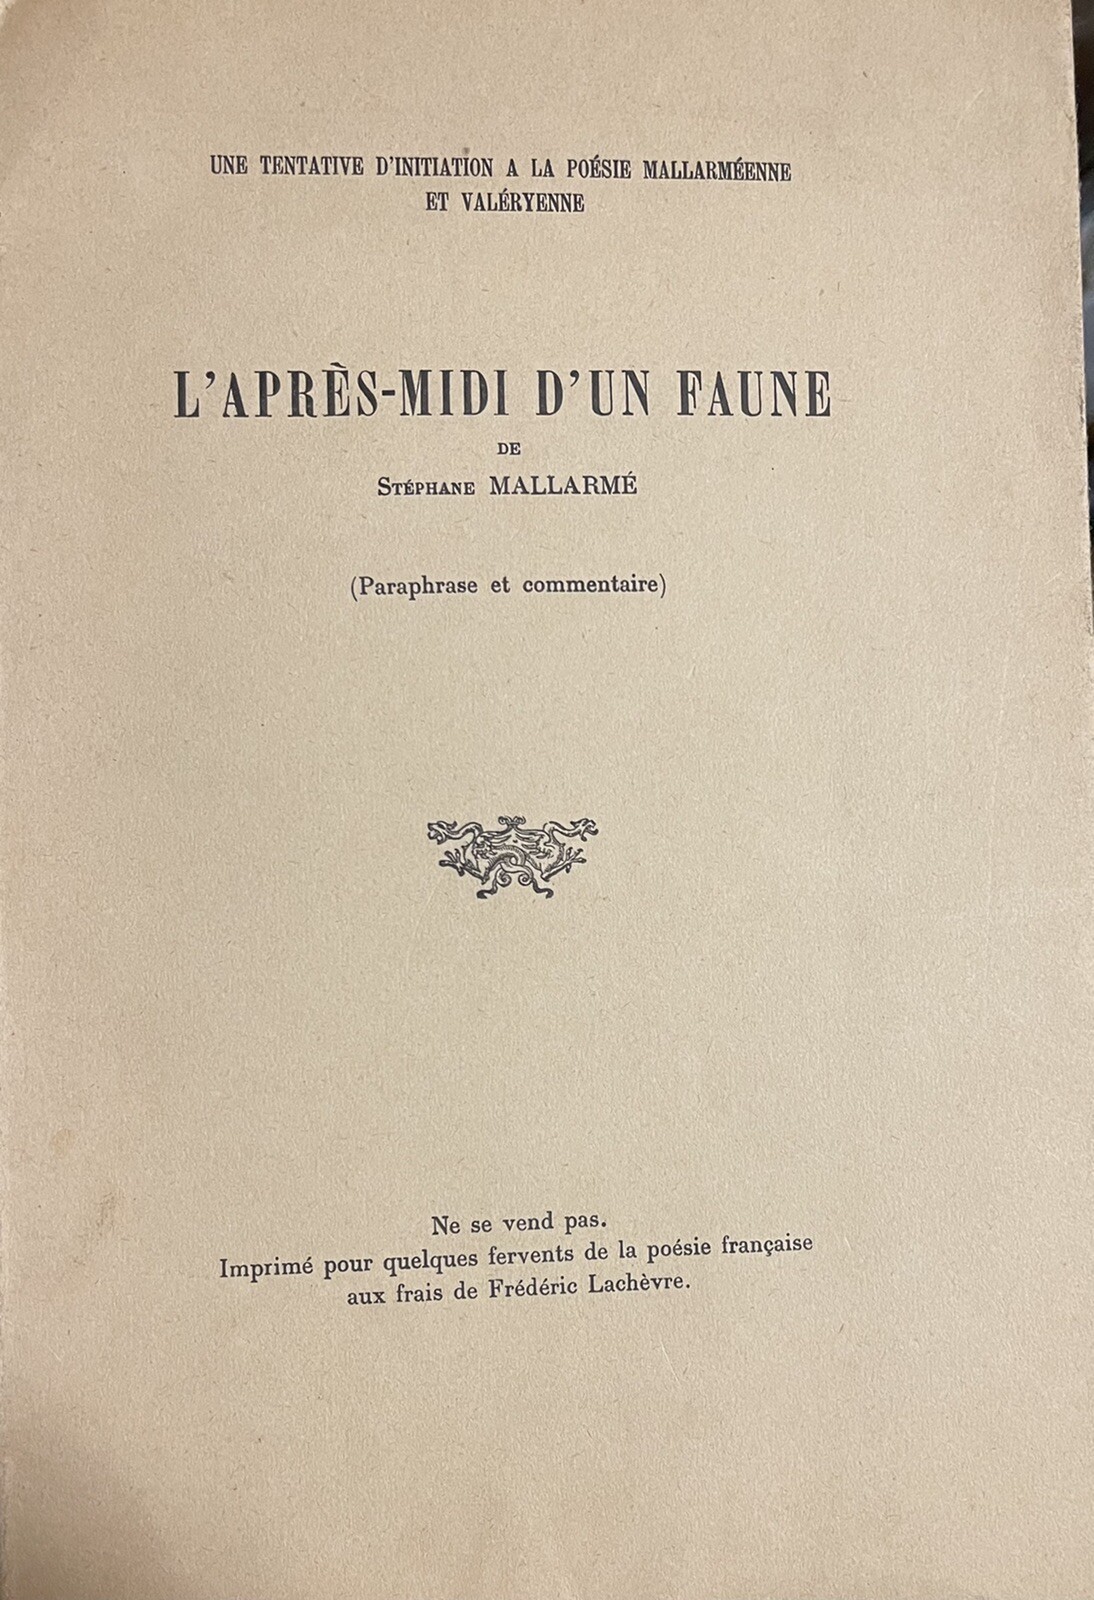 UNE TENTATIVE D'INITIATION A LA POÉSIE MALLARMÉENNE
ET VALÉRYENNE
L'APRÈS-MIDI D'UN FAUNE
DE
STÉPHANE MALLARMÉ
(Paraphrase et commentaire)
Ne se vend pas.
Imprimé pour quelques fervents de la poésie française
aux frais de Frédéric Lachèvre.